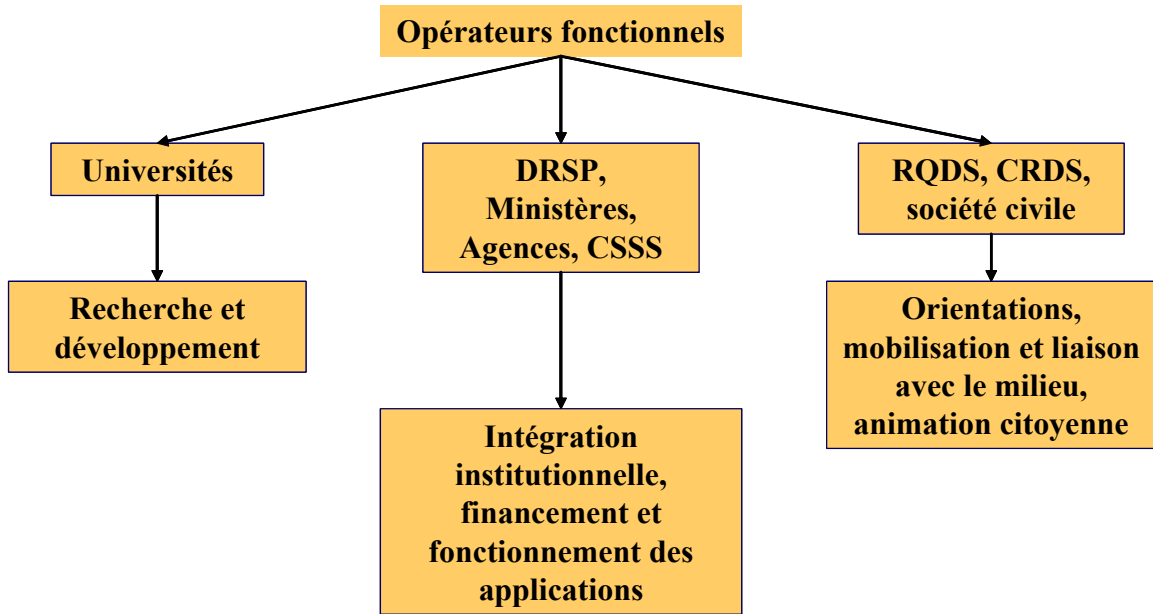 Opérateurs fonctionnels
Universités
DRSP,
Ministères,
Agences, CSSS
RQDS, CRDS,
société civile
Recherche et
développement
Orientations,
mobilisation et liaison
avec le milieu,
animation citoyenne
Intégration
institutionnelle,
financement et
fonctionnement des
applications